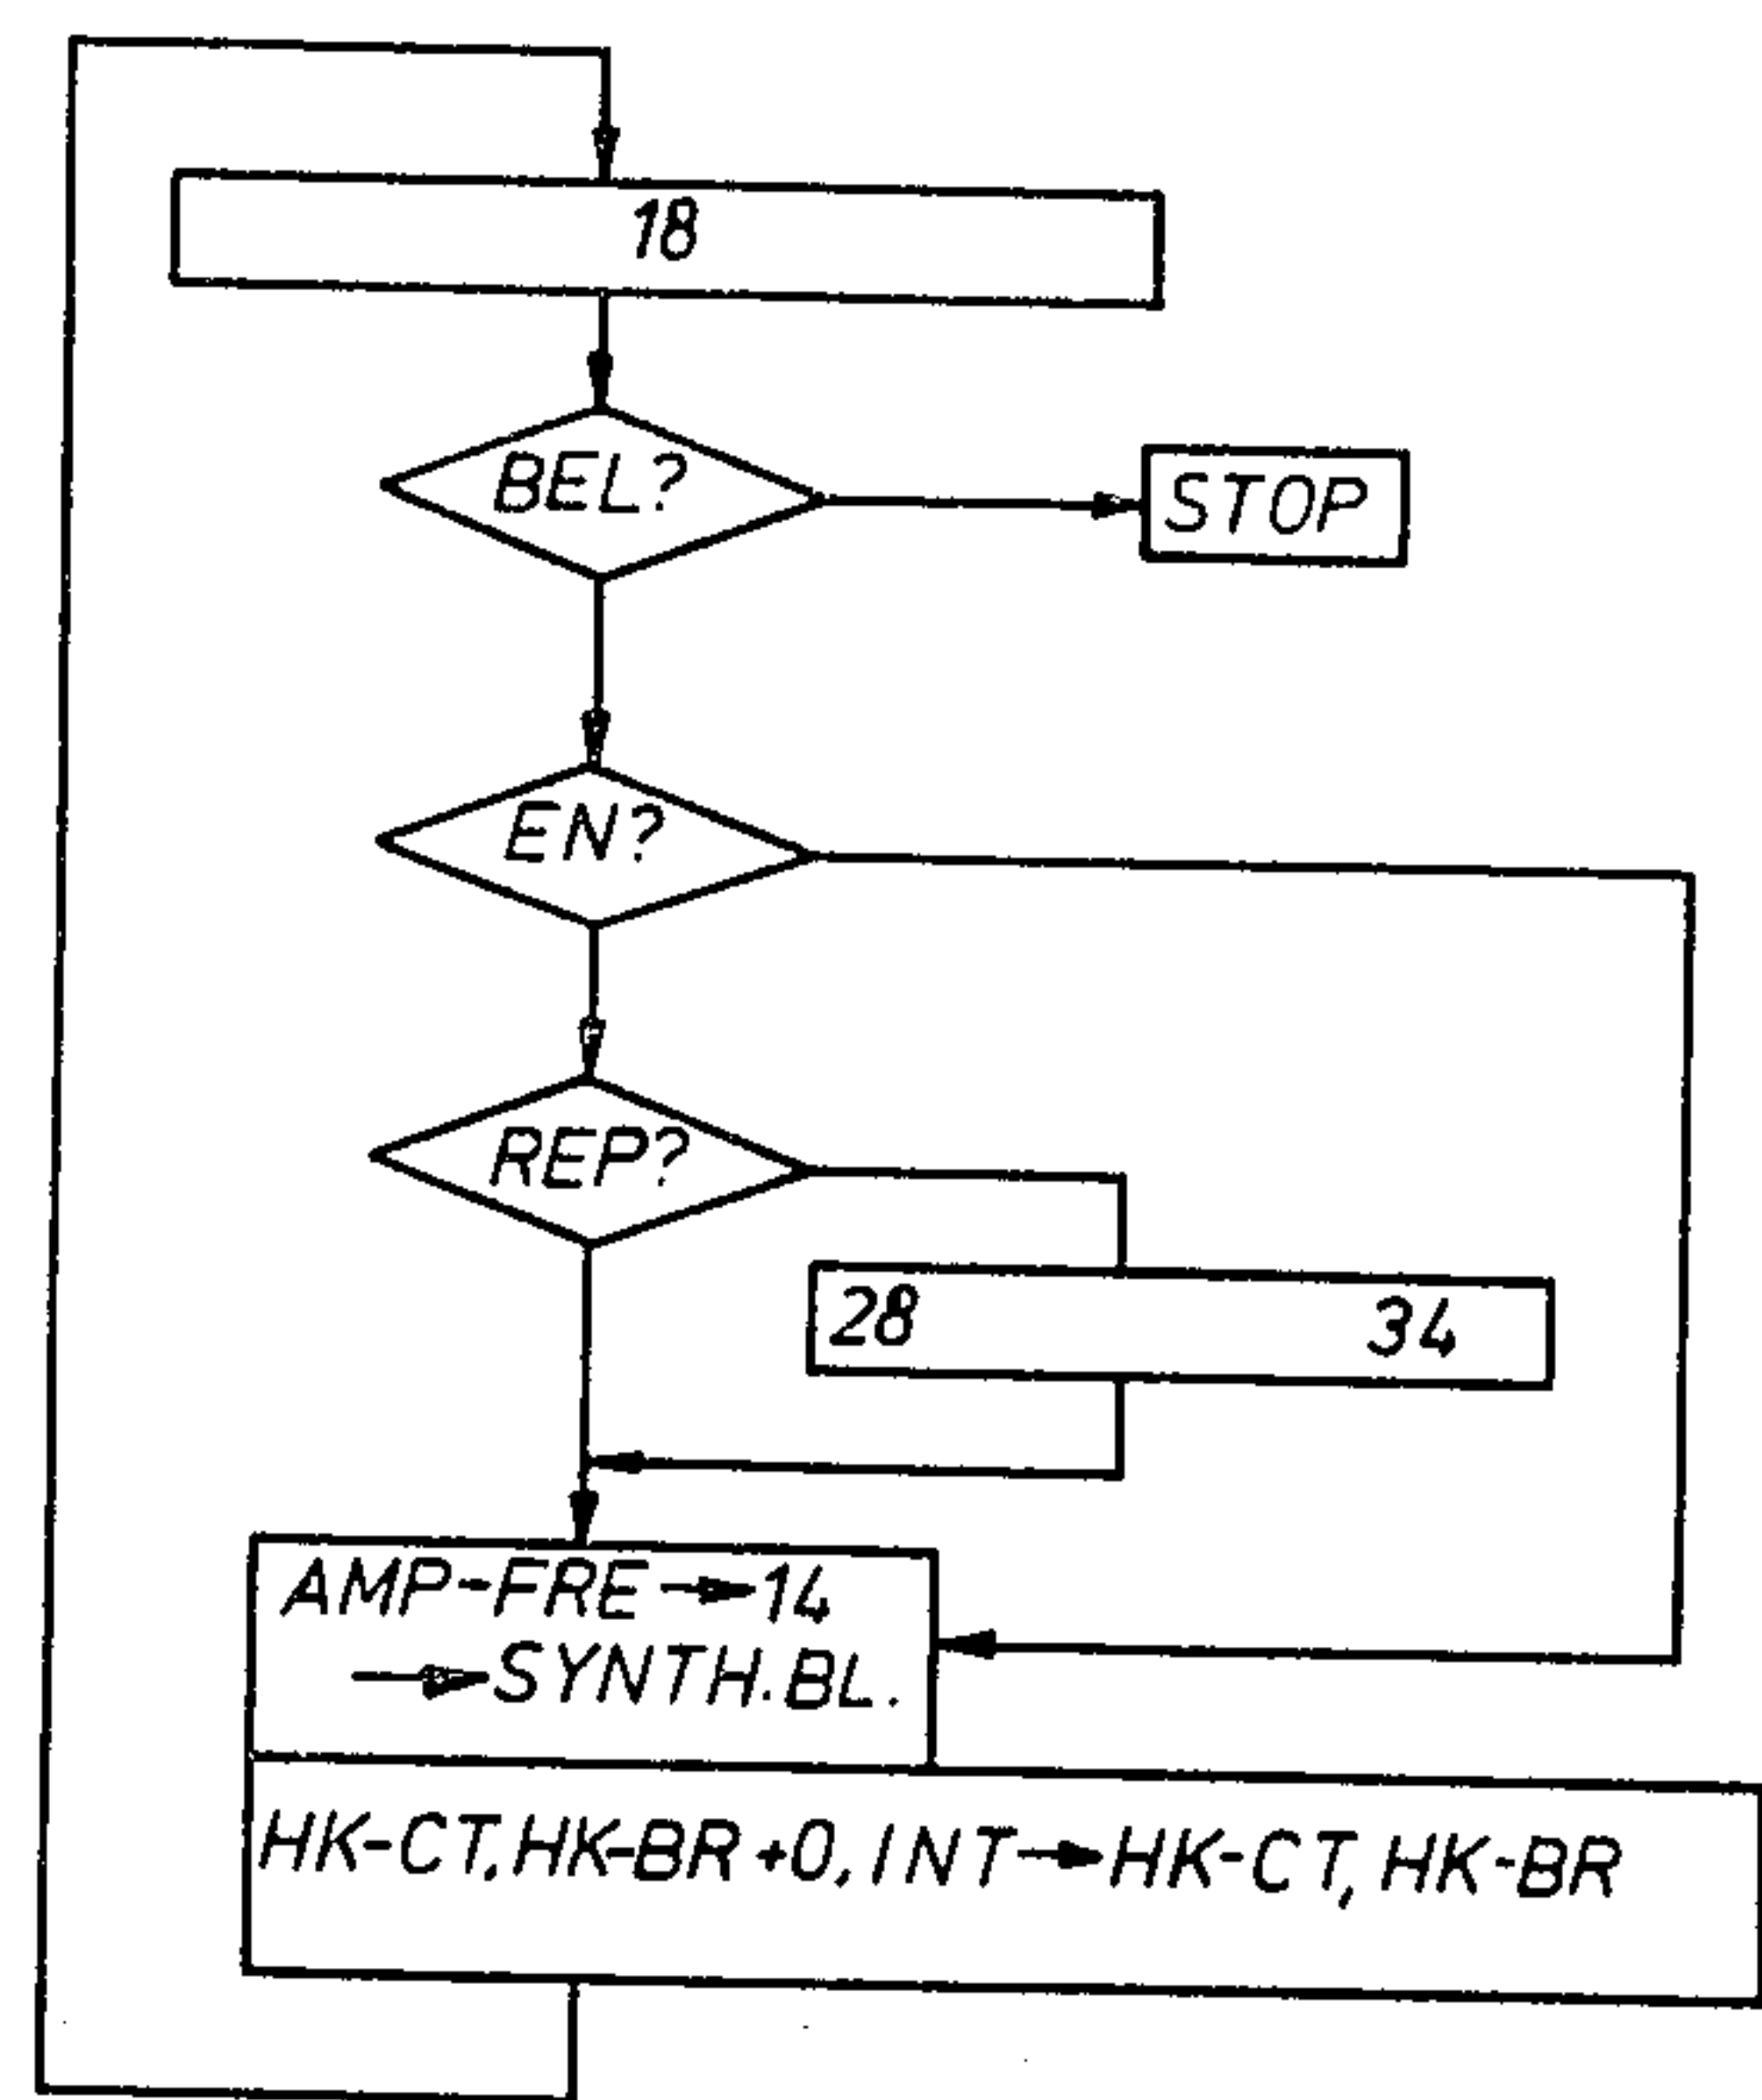 18
BEL?
STOP
EN?
REP?
28 34
AMP-FRE→14
→SYNTH.BL.
HK-CT,HK-BR+0,INT→HK-CT,HK-BR